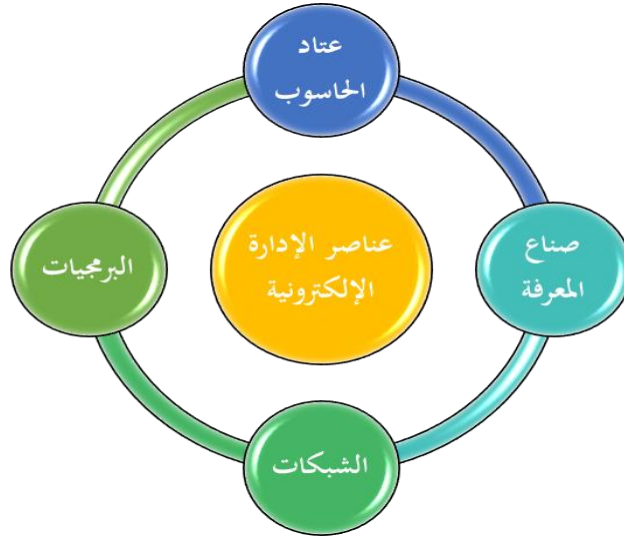 عتاد
الحاسوب
صناع
المعرفة
عناصر الإدارة
الإلكترونية
البرمجيات
الشبكات